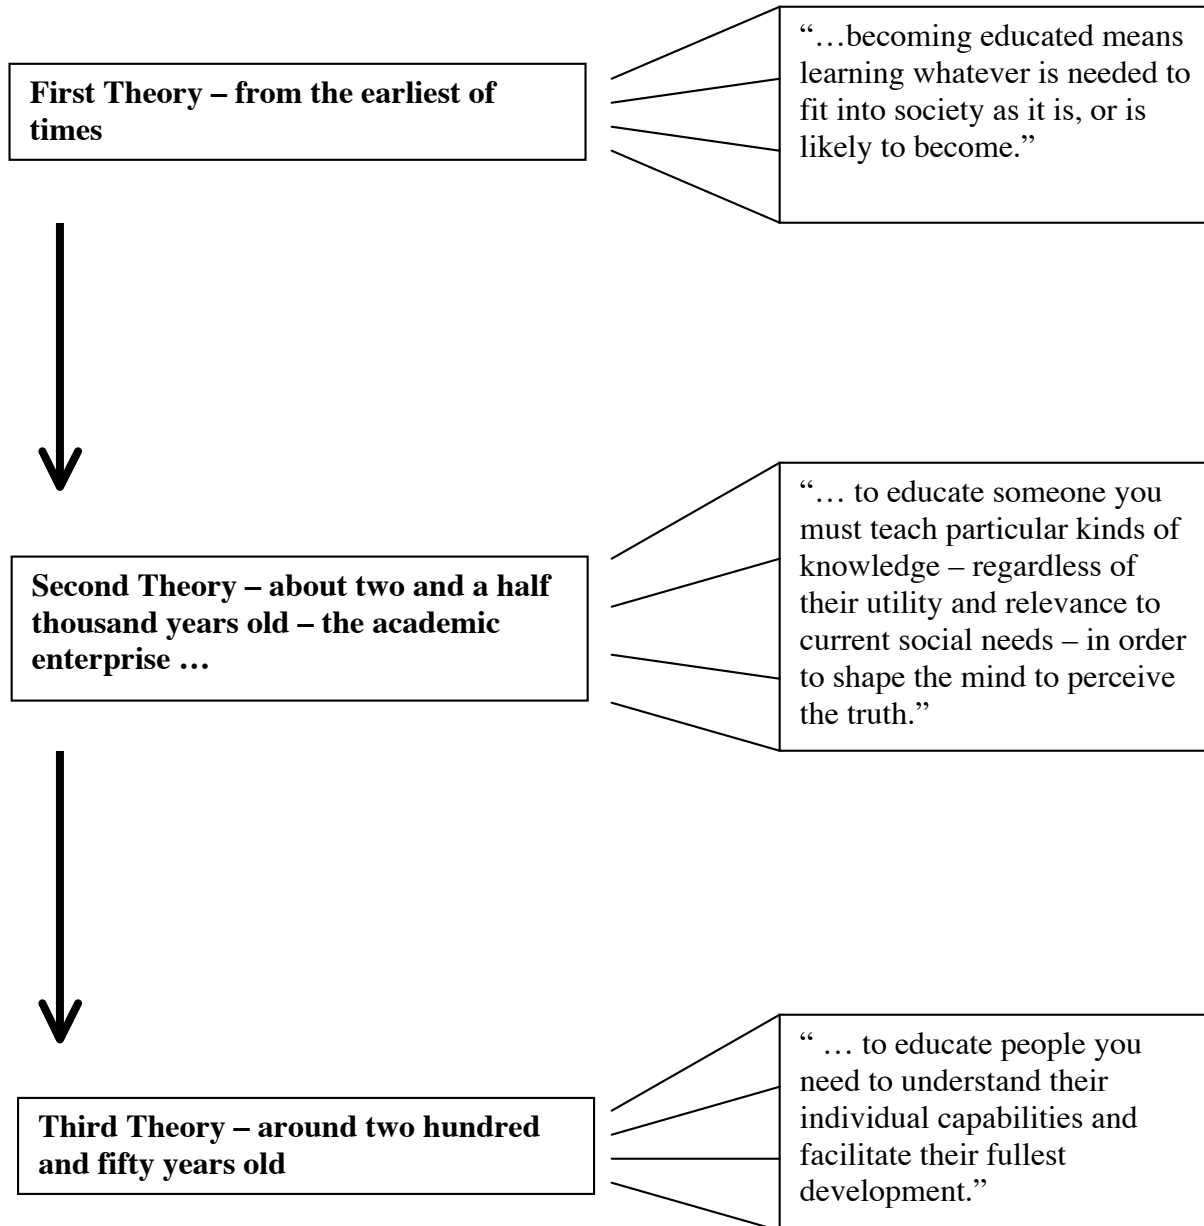 First Theory – from the earliest of
times
“…becoming educated means
learning whatever is needed to
fit into society as it is, or is
likely to become.”
Second Theory – about two and a half
thousand years old – the academic
enterprise …
“… to educate someone you
must teach particular kinds of
knowledge – regardless of
their utility and relevance to
current social needs – in order
to shape the mind to perceive
the truth.”
Third Theory – around two hundred
and fifty years old
“ … to educate people you
need to understand their
individual capabilities and
facilitate their fullest
development.”